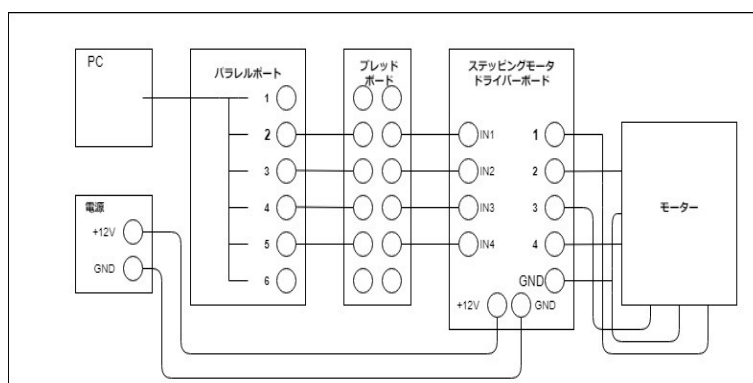 PC
パラレルポート
1
2
3
4
5
6
ブレッド
ボード
ステッピングモータ
ドライバーボード
IN1
IN2
IN3
IN4
1
2
3
4
GND
+12V
GND
モーター
電源
+12V
GND